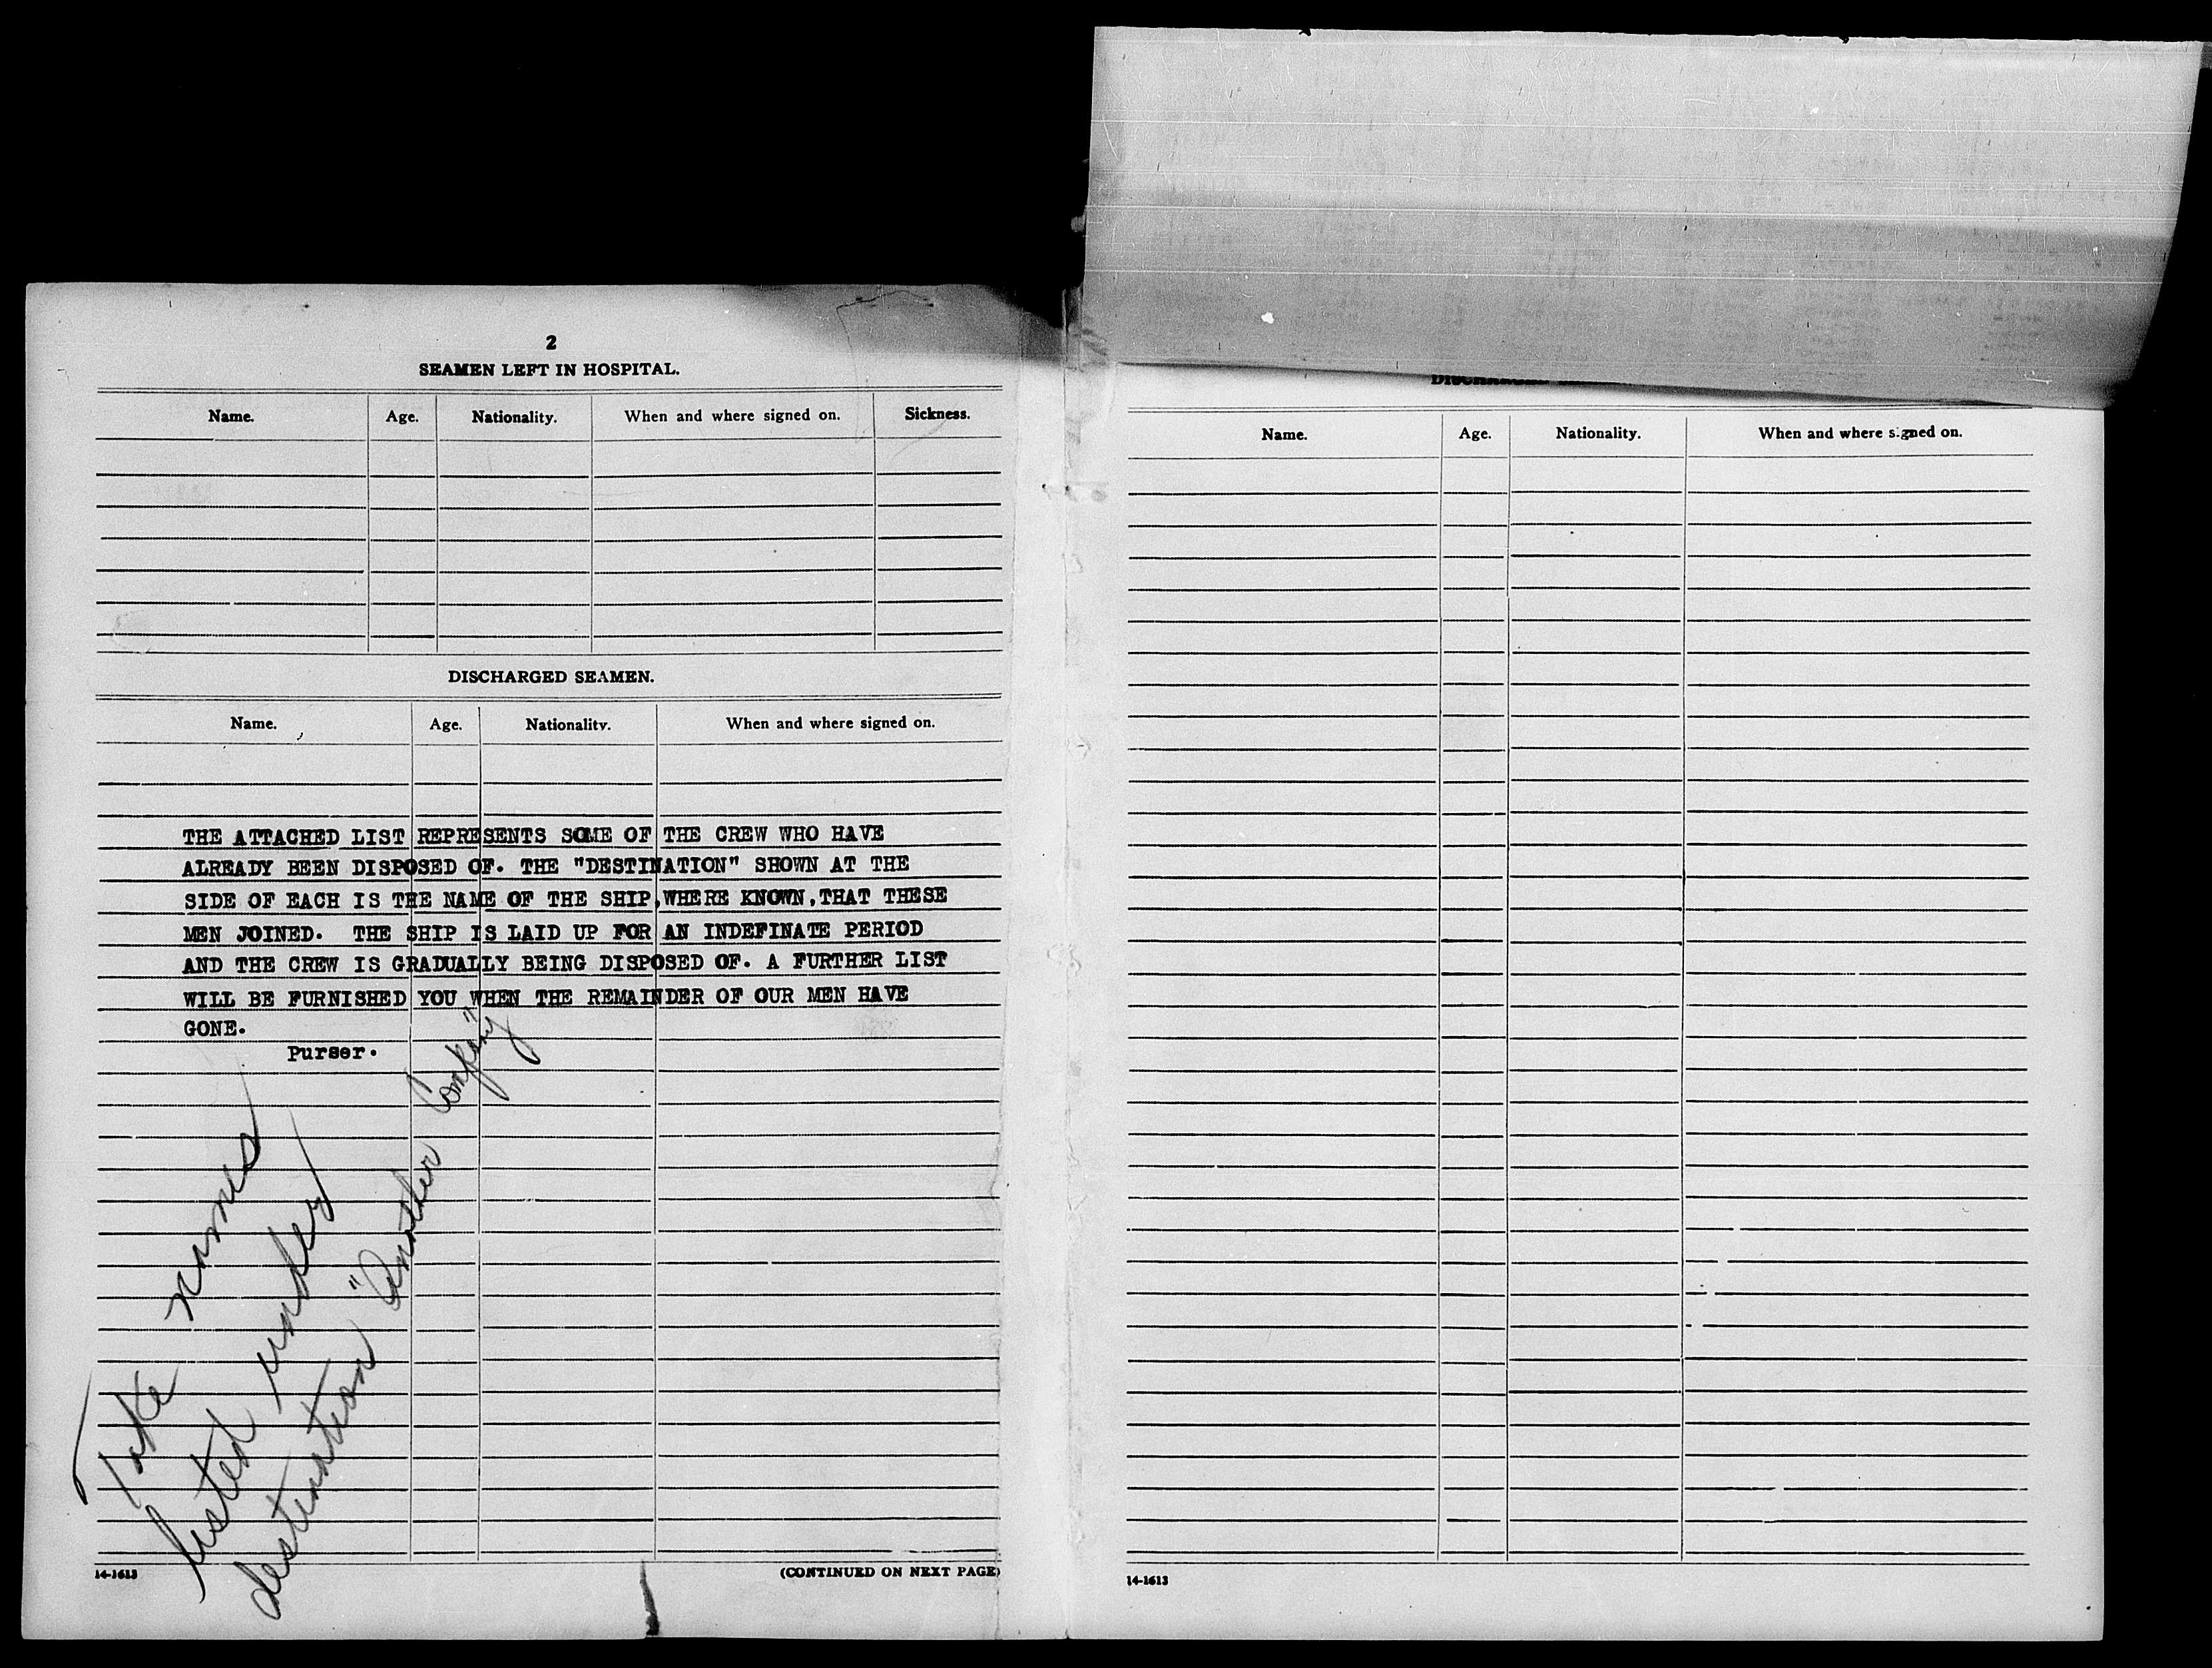 2
SEAMEN LEFT IN HOSPITAL.
Name. Age. Nationality. When and where signed on. Sickness.
DISCHARGED SEAMEN.
Name. Age. Nationality. When and where signed on.
THE ATTACHED LIST REPRESENTS SOME OF THE CREW WHO HAVE
ALREADY BEEN DISPOSED OF. THE "DESTINATION" SHOWN AT THE
SIDE OF EACH IS THE NAME OF THE SHIP,WHERE KNOWN,THAT THESE
MEN JOINED. THE SHIP IS LAID UP FOR AN INDEFINATE PERIOD
AND THE CREW IS GRADUALLY BEING DISPOSED OF. A FURTHER LIST
WILL BE FURNISHED YOU WHEN THE REMAINDER OF OUR MEN HAVE
GONE.
Purser.
Take names
listed under
destination "Another Company"
14-1613
(CONTINUED ON NEXT PAGE)
Name. Age. Nationality. When and where signed on.
14-1613